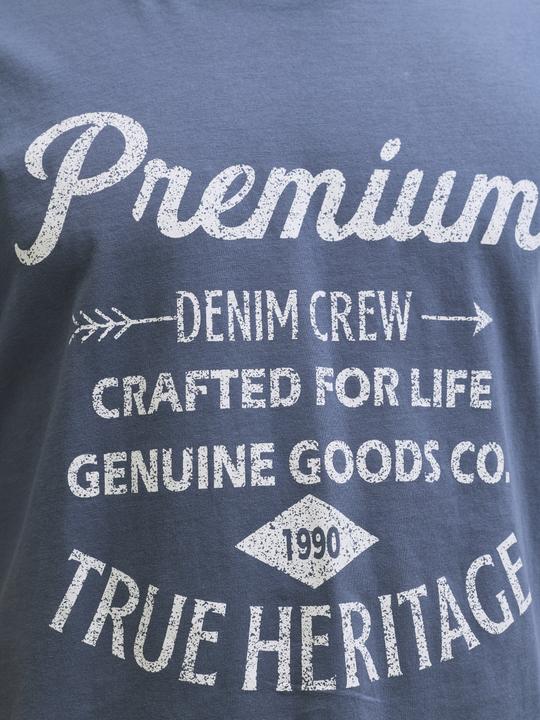 Premium
DENIM CREW
CRAFTED FOR LIFE
GENUINE GOODS CO.
1990
TRUE HERITAGE